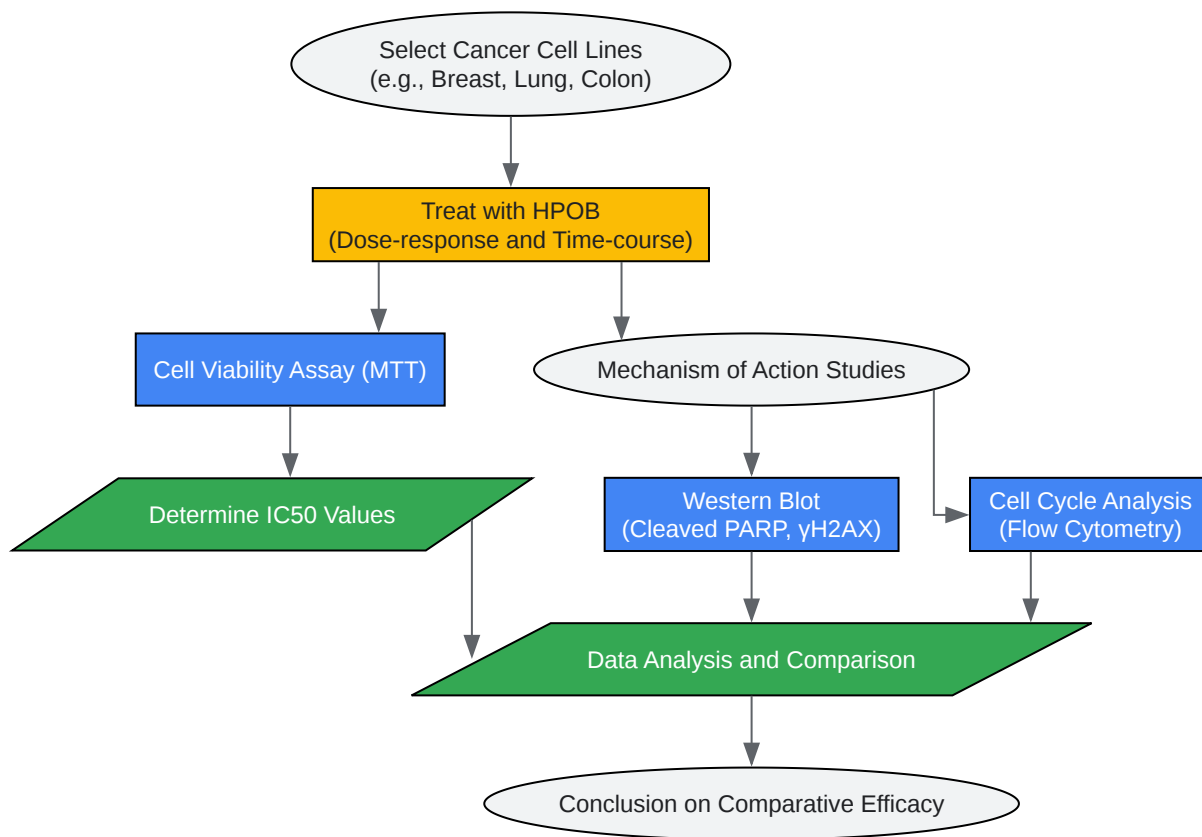 Select Cancer Cell Lines
(e.g., Breast, Lung, Colon)
Treat with HPOB
(Dose-response and Time-course)
Cell Viability Assay (MTT)
Mechanism of Action Studies
Determine IC50 Values
Western Blot
(Cleaved PARP, γH2AX)
Cell Cycle Analysis
(Flow Cytometry)
Data Analysis and Comparison
Conclusion on Comparative Efficacy